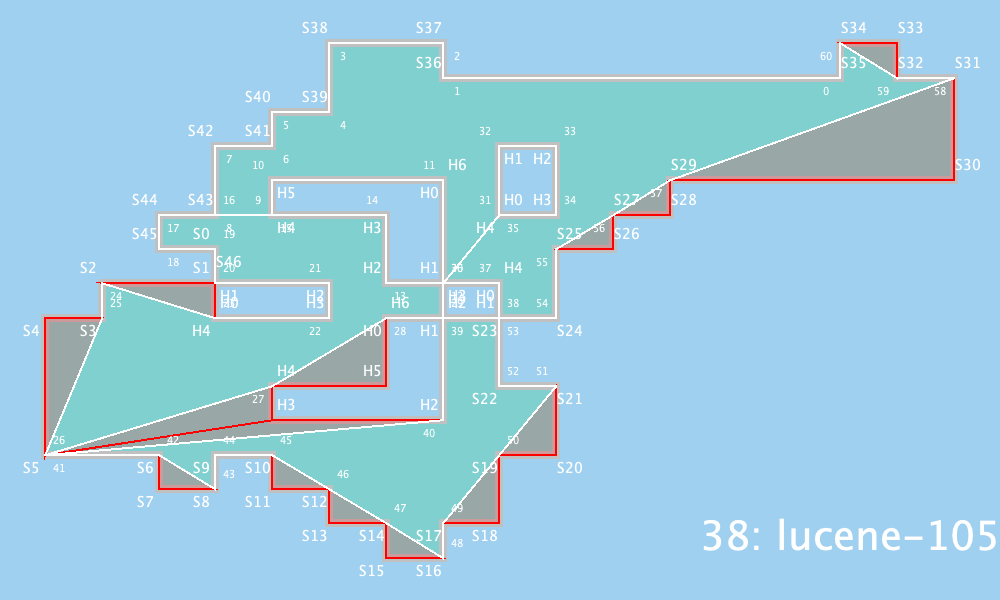 S38 S37 S34 S33
3 S36 2 60 S35 S32 S31
S40 S39 1 0 59 58
S42 S41 5 4 32 33
7 10 6 11 H6 H1 H2 S29 S30
S44 S43 16 9 H5 14 H0 31 H0 H3 34 S27 57 S28
S45 17 S0 8 19 H4 H3 H4 35 S25 56 S26
18 S1 S46 20 21 H2 H1 37 H4 55
S2 24 25 H1 H2 H3 13 H6 H0 H1 38 54
S4 S3 H4 22 H0 28 H1 39 S23 53 S24
H4 H5 52 51
27 H3 H2 S22 S21
26 42 44 45 40 50
S5 41 S6 S9 43 S10 46 S19 S20
S7 S8 S11 S12 47 49
S13 S14 S17 48 S18 38: lucene-105
S15 S16